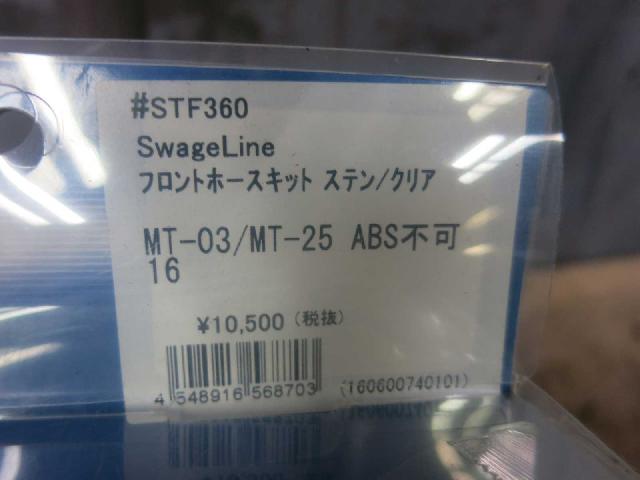 #STF360
SwageLine
フロントホースキット ステン/クリア
MT-03/MT-25 ABS不可
16
¥10,500 (税抜)
4 548916 568703
(160600740101)